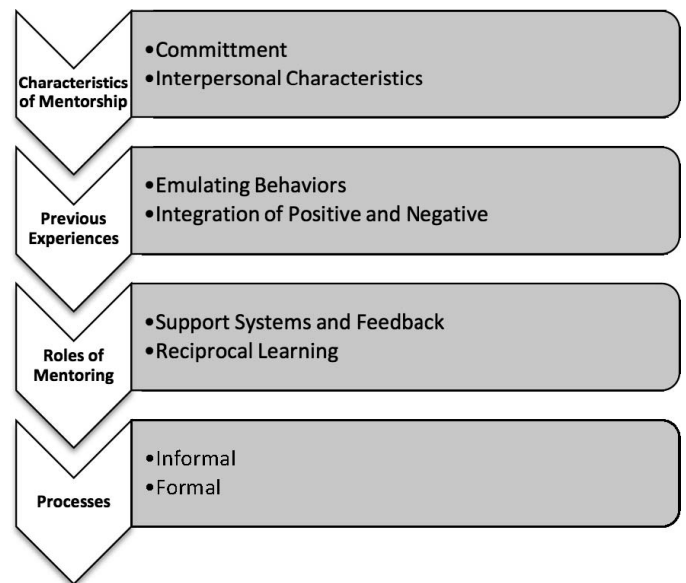 Characteristics
of Mentorship
•Committment
•Interpersonal Characteristics
Previous
Experiences
•Emulating Behaviors
•Integration of Positive and Negative
Roles of
Mentoring
•Support Systems and Feedback
•Reciprocal Learning
Processes
•Informal
•Formal